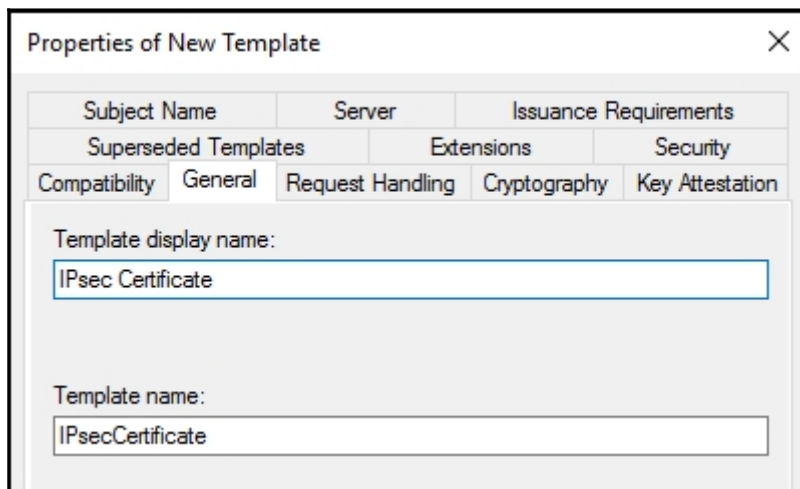 Properties of New Template
Subject Name Server Issuance Requirements
Superseded Templates Extensions Security
Compatibility General Request Handling Cryptography Key Attestation
Template display name:
IPsec Certificate
Template name:
IPsecCertificate